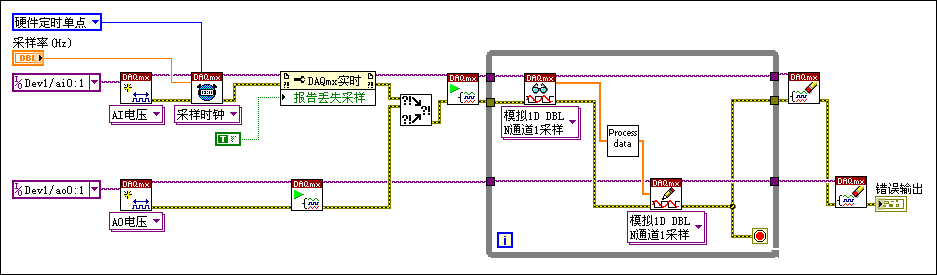 硬件定时单点
采样率(Hz)
DBL
Dev1/ai0:1
DAQmx
AI电压
DAQmx
采样时钟
DAQmx实时
报告丢失采样
T
?!
?!
?!
DAQmx
DAQmx
模拟1D DBL
N通道1采样
Process
data
DAQmx
Dev1/ao0:1
DAQmx
AO电压
DAQmx
DAQmx
模拟1D DBL
N通道1采样
i
DAQmx
错误输出